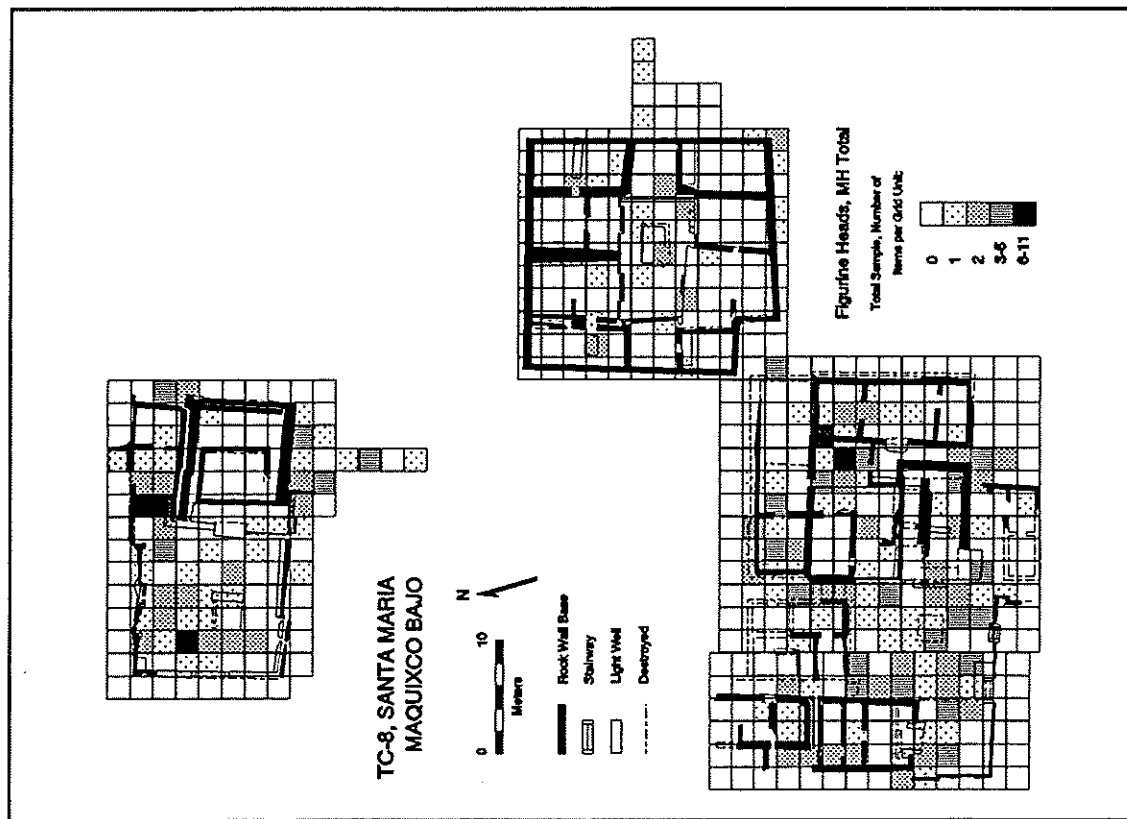 TC-8, SANTA MARIA
MAQUIXCO BAJO
N
0 10
Meters
Rock Wall Base
Stairway
Light Well
Destroyed
Figurine Heads, MH Total
Total Sample, Number of
Items per Grid Unit:
0
1
2
3-5
6-11